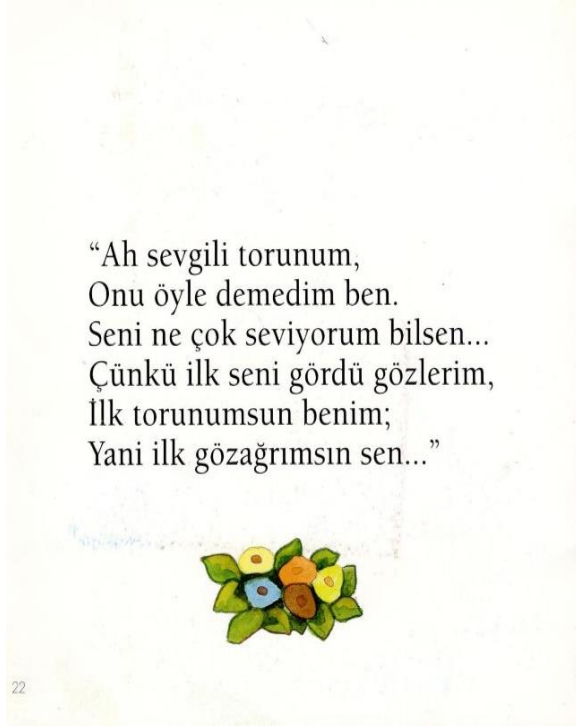 “Ah sevgili torunum,
Onu öyle demedim ben.
Seni ne çok seviyorum bilsen...
Çünkü ilk seni gördü gözlerim,
İlk torunumsun benim;
Yani ilk gözağrımsın sen...”
22